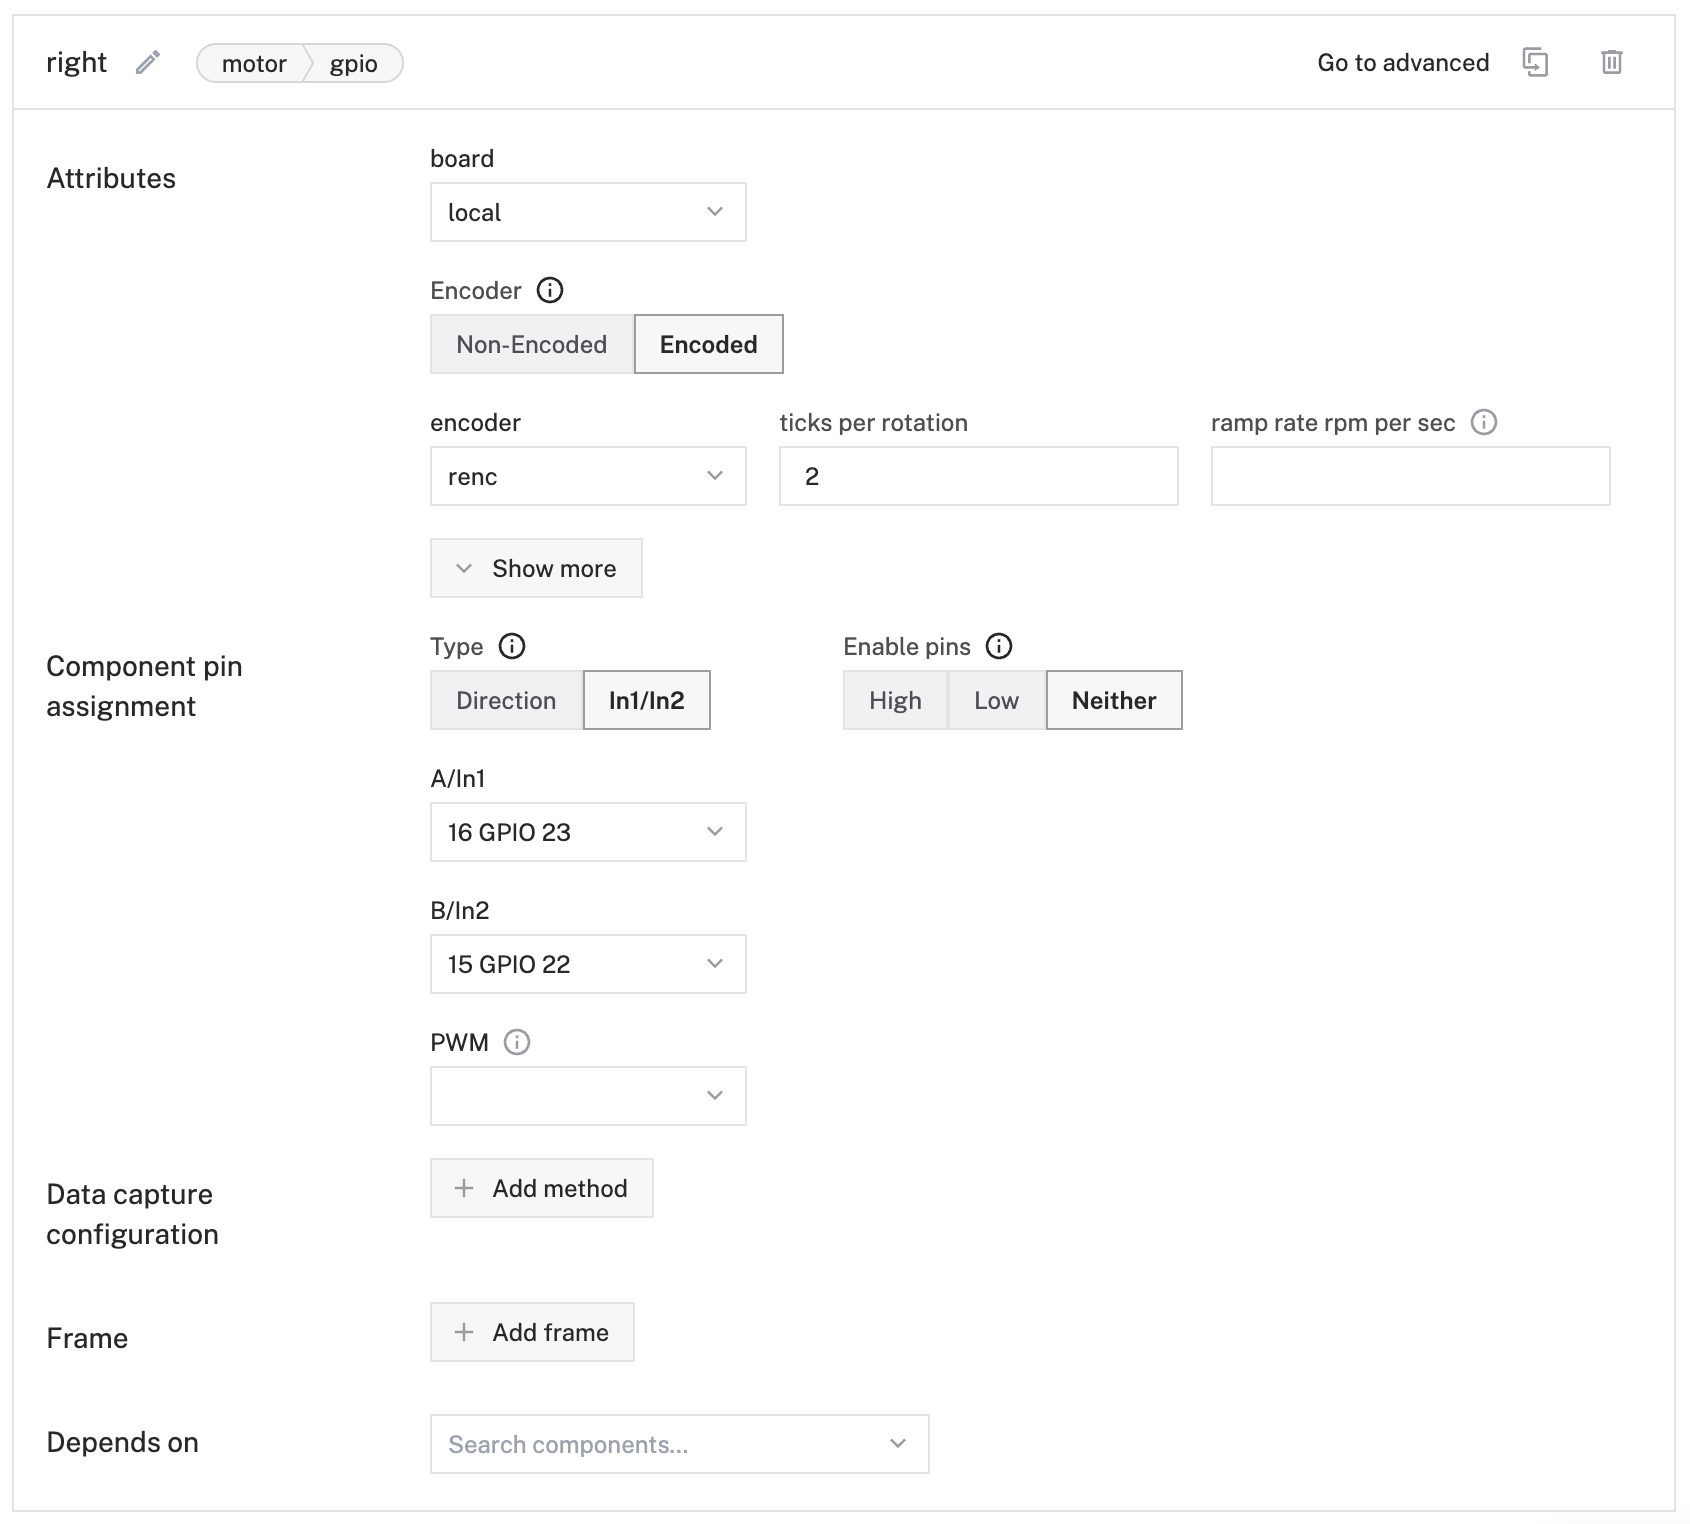 right
motor
gpio
Go to advanced
Attributes
board
local
Encoder
Non-Encoded
Encoded
encoder
ticks per rotation
ramp rate rpm per sec
renc
2
Show more
Component pin
assignment
Type
Enable pins
Direction
In1/In2
High
Low
Neither
A/In1
16 GPIO 23
B/In2
15 GPIO 22
PWM
Data capture
configuration
Add method
Frame
Add frame
Depends on
Search components...